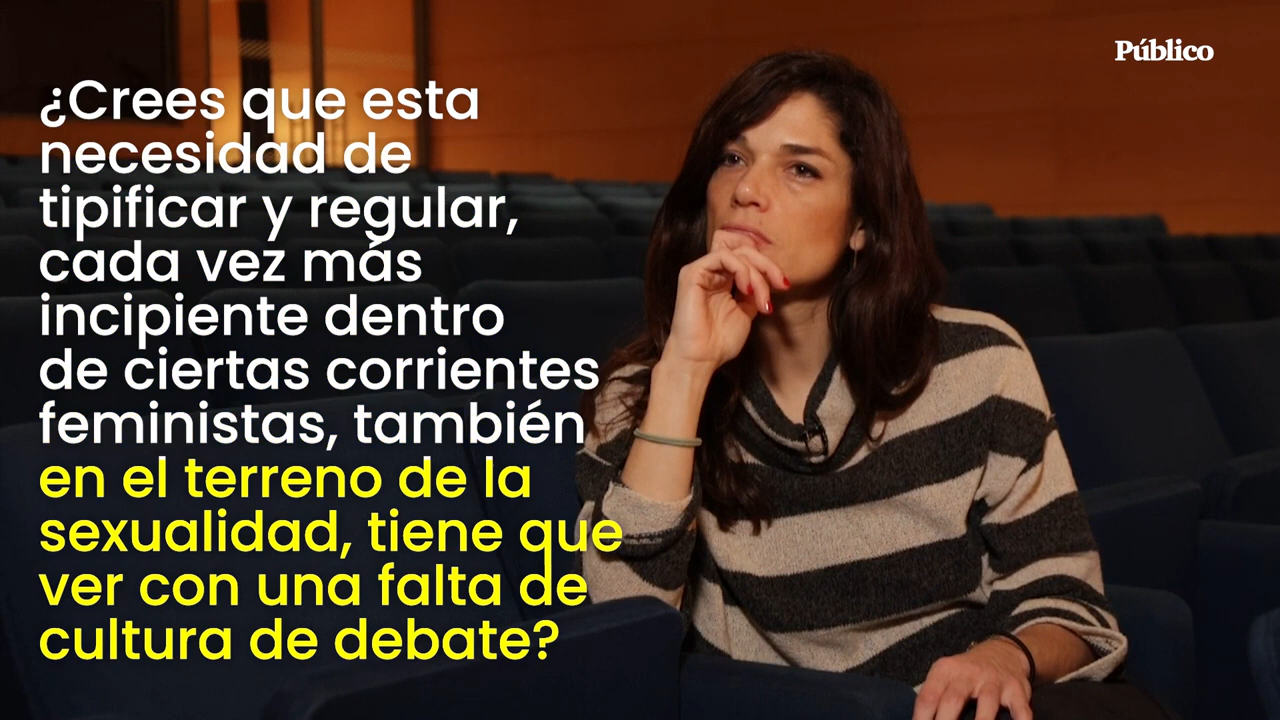 Público
¿Crees que esta
necesidad de
tipificar y regular,
cada vez más
incipiente dentro
de ciertas corrientes
feministas, también
en el terreno de la
sexualidad, tiene que
ver con una falta de
cultura de debate?